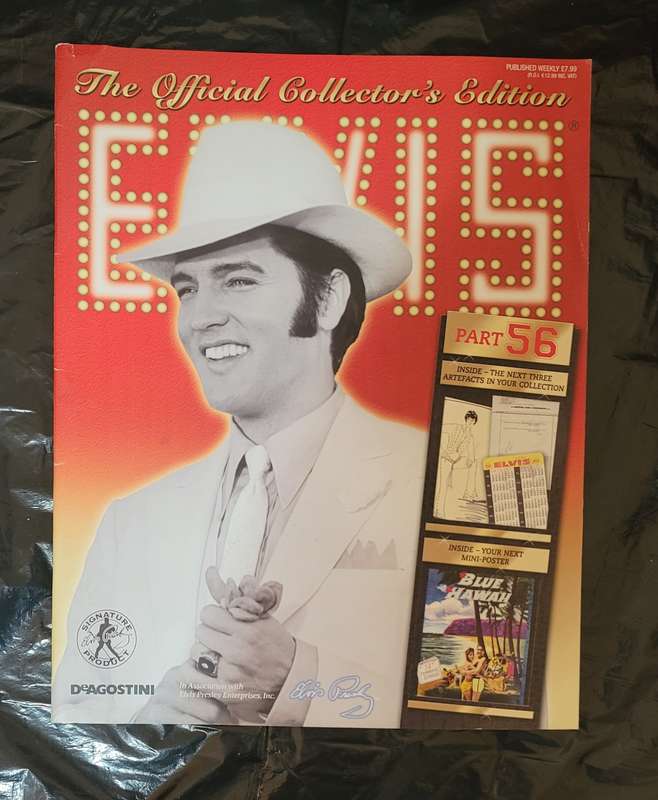 PUBLISHED WEEKLY £7.99
The Official Collector's Edition
ELVIS®
PART 56
INSIDE – THE NEXT THREE
ARTEFACTS IN YOUR COLLECTION
ELVIS
INSIDE – YOUR NEXT
MINI-POSTER
BLUE
HAWAII
SIGNATURE
PRODUCT
DeAGOSTINI
In Association with
Elvis Presley Enterprises, Inc.
Elvis Presley